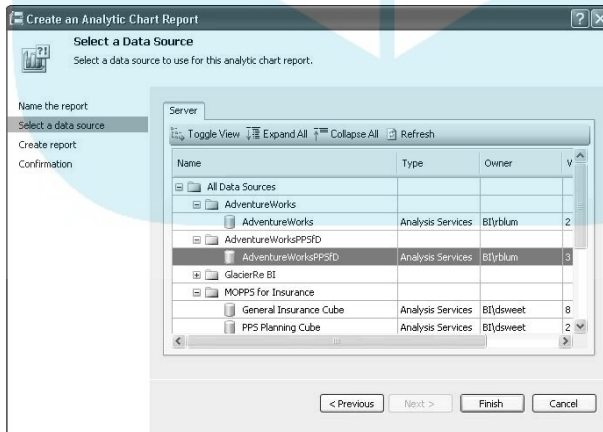 Create an Analytic Chart Report
Select a Data Source
Select a data source to use for this analytic chart report.
Name the report
Select a data source
Create report
Confirmation
Server
Toggle View Expand All Collapse All Refresh
Name Type Owner V
All Data Sources
AdventureWorks
AdventureWorks Analysis Services BI\rblum 2
AdventureWorksPPSfD
AdventureWorksPPSfD Analysis Services BI\rblum 3
GlacierRe BI
MOPPS for Insurance
General Insurance Cube Analysis Services BI\dsweet 8
PPS Planning Cube Analysis Services BI\dsweet 2
< Previous Next > Finish Cancel